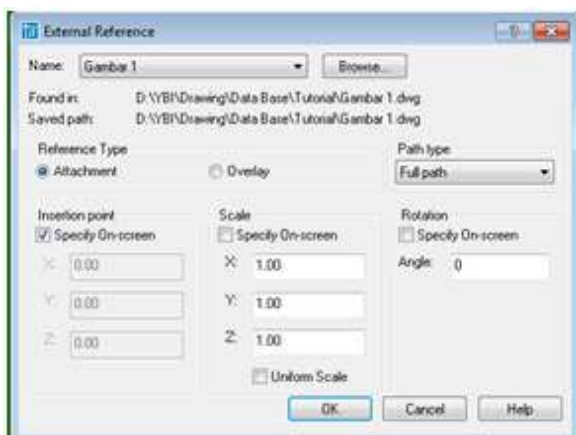 External Reference
Name: Gambar 1 Browse...
Found in: D:\YBI\Drawing\Data Base\Tutorial\Gambar 1.dwg
Saved path: D:\YBI\Drawing\Data Base\Tutorial\Gambar 1.dwg
Reference Type Path type
Attachment Overlay Full path
Insertion point Scale Rotation
Specify On-screen Specify On-screen Specify On-screen
X: 0.00 X: 1.00 Angle: 0
Y: 0.00 Y: 1.00
Z: 0.00 Z: 1.00
Uniform Scale
OK Cancel Help